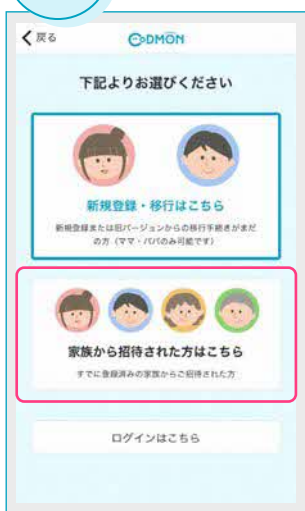 戻る
CoDMON
下記よりお選びください
新規登録・移行はこちら
新規登録または旧バージョンからの移行手続きがまだ
の方（ママ・パパのみ可能です）
家族から招待された方はこちら
すでに登録済みの家族からご招待された方
ログインはこちら